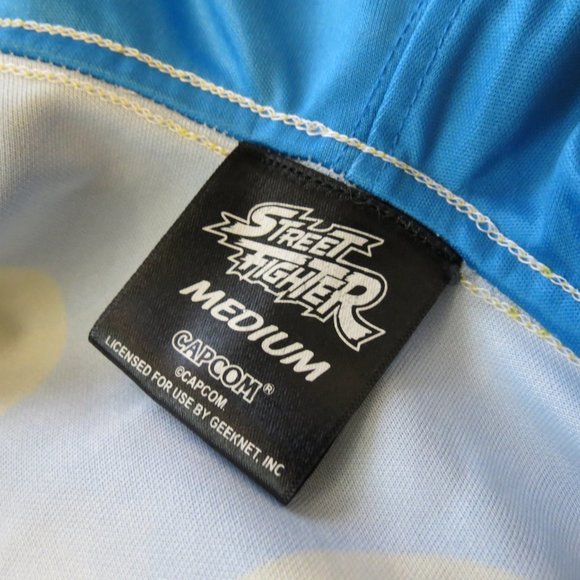 STREET
FIGHTER
MEDIUM
CAPCOM®
©CAPCOM.
LICENSED FOR USE BY GEEKNET, INC